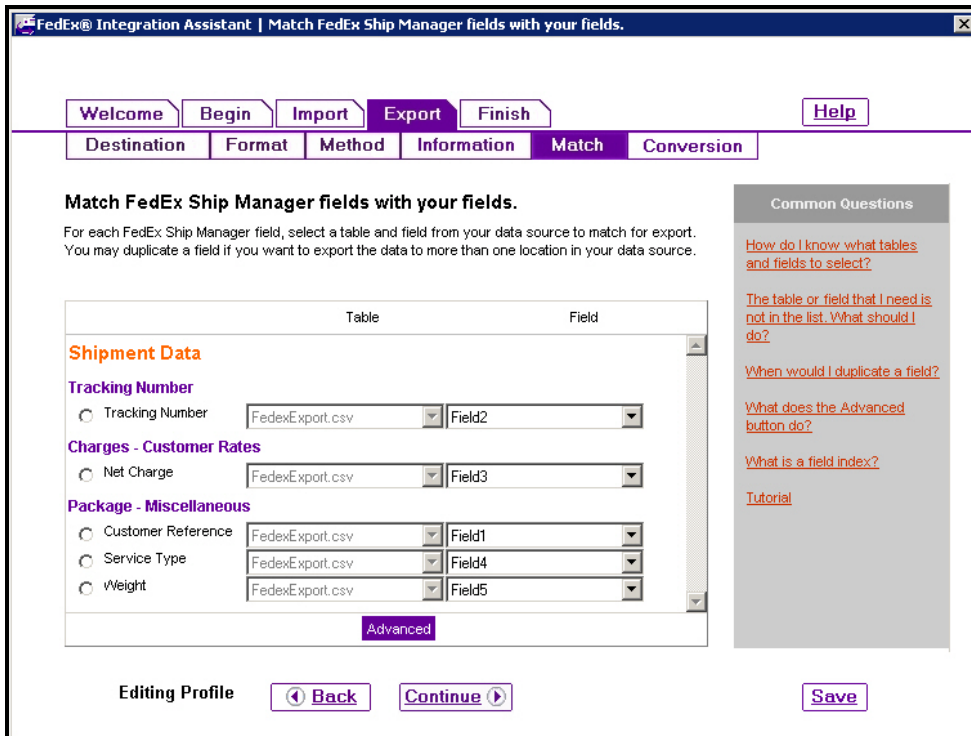 FedEx® Integration Assistant | Match FedEx Ship Manager fields with your fields.
Welcome Begin Import Export Finish Help
Destination Format Method Information Match Conversion
Match FedEx Ship Manager fields with your fields.
For each FedEx Ship Manager field, select a table and field from your data source to match for export.
You may duplicate a field if you want to export the data to more than one location in your data source.
Table Field
Shipment Data
Tracking Number
Tracking Number FedexExport.csv Field2
Charges - Customer Rates
Net Charge FedexExport.csv Field3
Package - Miscellaneous
Customer Reference FedexExport.csv Field1
Service Type FedexExport.csv Field4
Weight FedexExport.csv Field5
Advanced
Common Questions
How do I know what tables
and fields to select?
The table or field that I need is
not in the list. What should I
do?
When would I duplicate a field?
What does the Advanced
button do?
What is a field index?
Tutorial
Editing Profile Back Continue Save